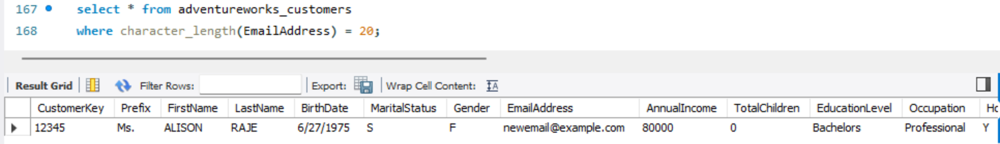 167 select * from adventureworks_customers
168 where character_length(EmailAddress) = 20;
Result Grid Filter Rows: Export: Wrap Cell Content: IA
CustomerKey Prefix FirstName LastName BirthDate MaritalStatus Gender EmailAddress AnnualIncome TotalChildren EducationLevel Occupation Ho
12345 Ms. ALISON RAJE 6/27/1975 S F newemail@example.com 80000 0 Bachelors Professional Y